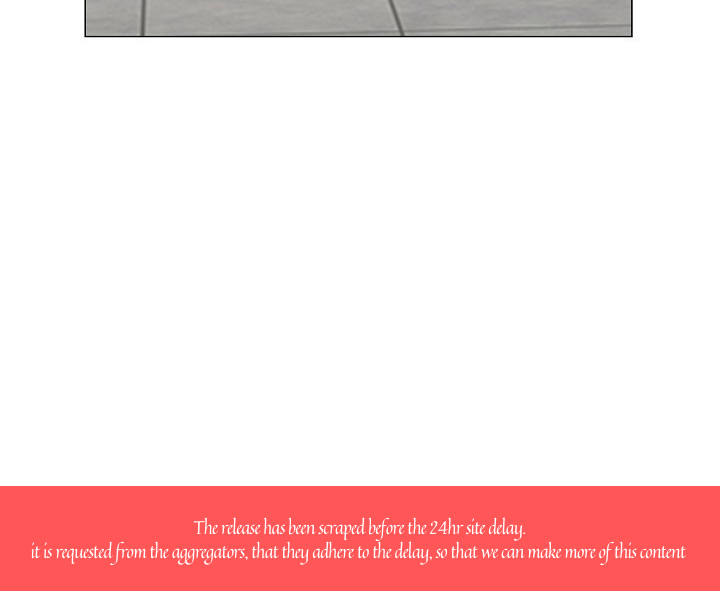 The release has been scraped before the 24hr site delay.
it is requested from the aggregators, that they adhere to the delay, so that we can make more of this content